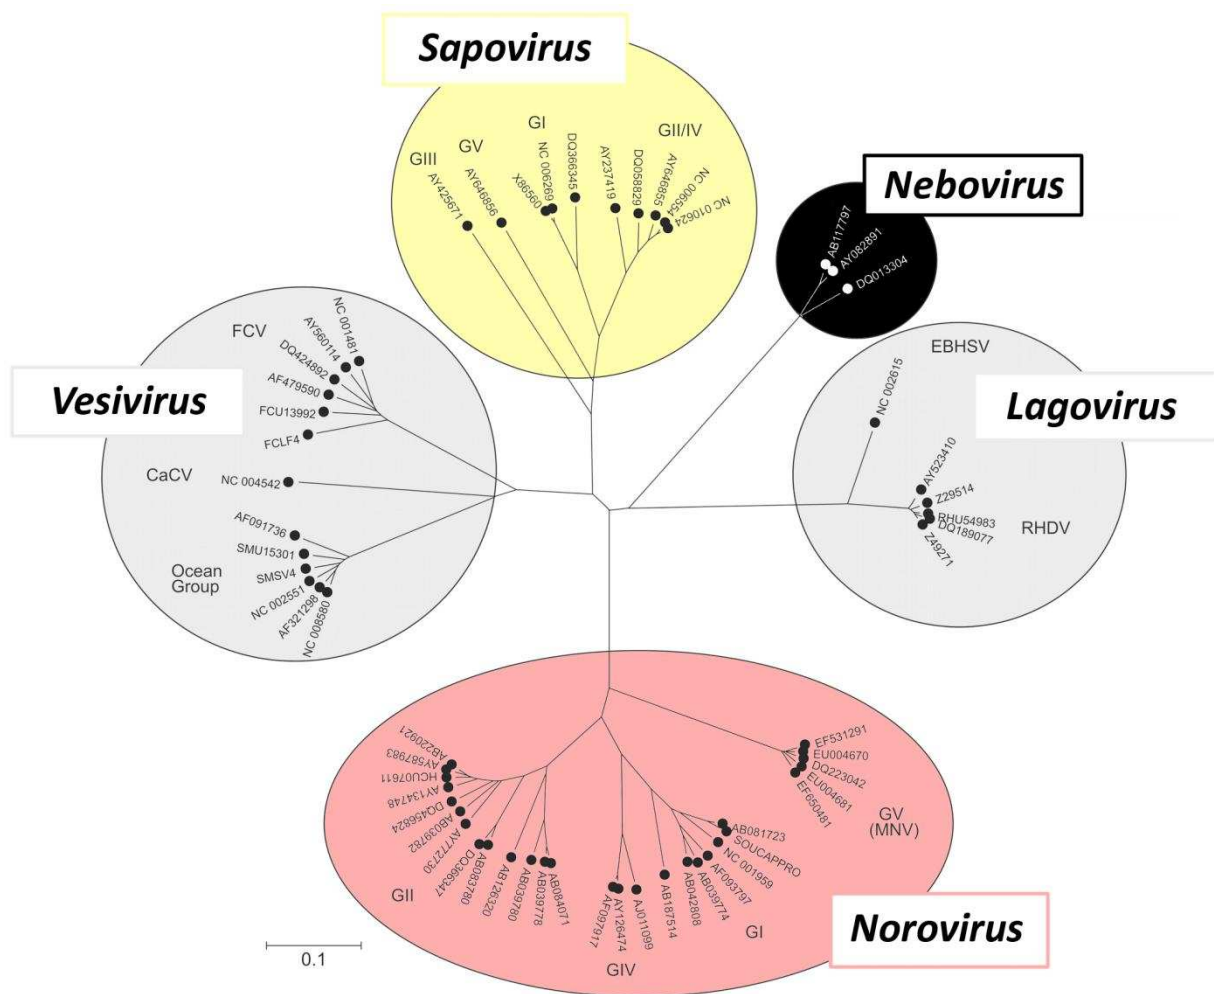 Sapovirus
GIII
GV
GI
GII/IV
AY425671
AY646856
X86560
NC 006269
DQ366345
AY237419
DQ058829
AY646855
NC 006554
NC 010624
Nebovirus
AB117797
AY082891
DQ013304
Vesivirus
FCV
NC 001481
AY560114
DQ424892
AF479590
FCU13992
FCLF4
CaCV
NC 004542
Ocean
Group
AF091736
SMU15301
SMSV4
NC 002551
AF321298
NC 008580
Lagovirus
EBHSV
NC 002615
AY523410
Z29514
RHU54983
DQ189077
Z49271
RHDV
Norovirus
AB220921
AY587983
HCU07611
AY134748
DQ456824
AB039782
AY772730
DQ366347
AB083780
AB126320
AB039780
AB039778
AB084071
GII
AF097917
AY126474
AJ011099
GIV
AB187514
AB042808
AB039774
AF093797
NC 001959
SOUCAPPRO
AB081723
GI
EF531291
EU004670
DQ223042
EU004681
EF650481
GV
(MNV)
0.1